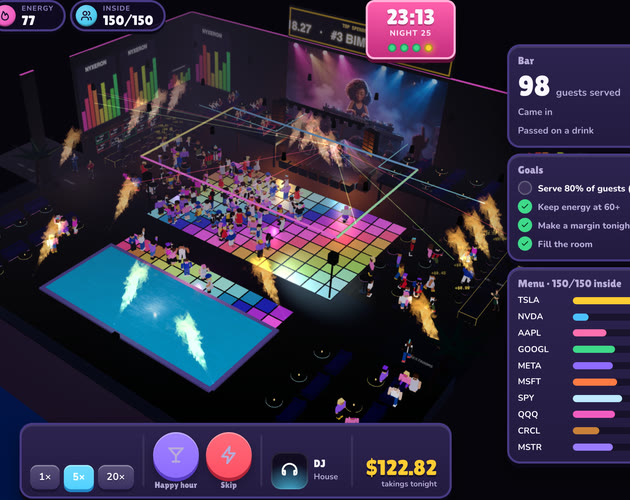 ENERGY
77
INSIDE
150/150
8.27 · #3 BIM
23:13
NIGHT 25
NYXERON
NYXERON
NYXERON
Bar
98 guests served
Came in
Passed on a drink
Goals
Serve 80% of guests (
Keep energy at 60+
Make a margin tonigh
Fill the room
Menu · 150/150 inside
TSLA
NVDA
AAPL
GOOGL
META
MSFT
SPY
QQQ
CRCL
MSTR
1×
5×
20×
Happy hour
Skip
DJ
House
$122.82
takings tonight